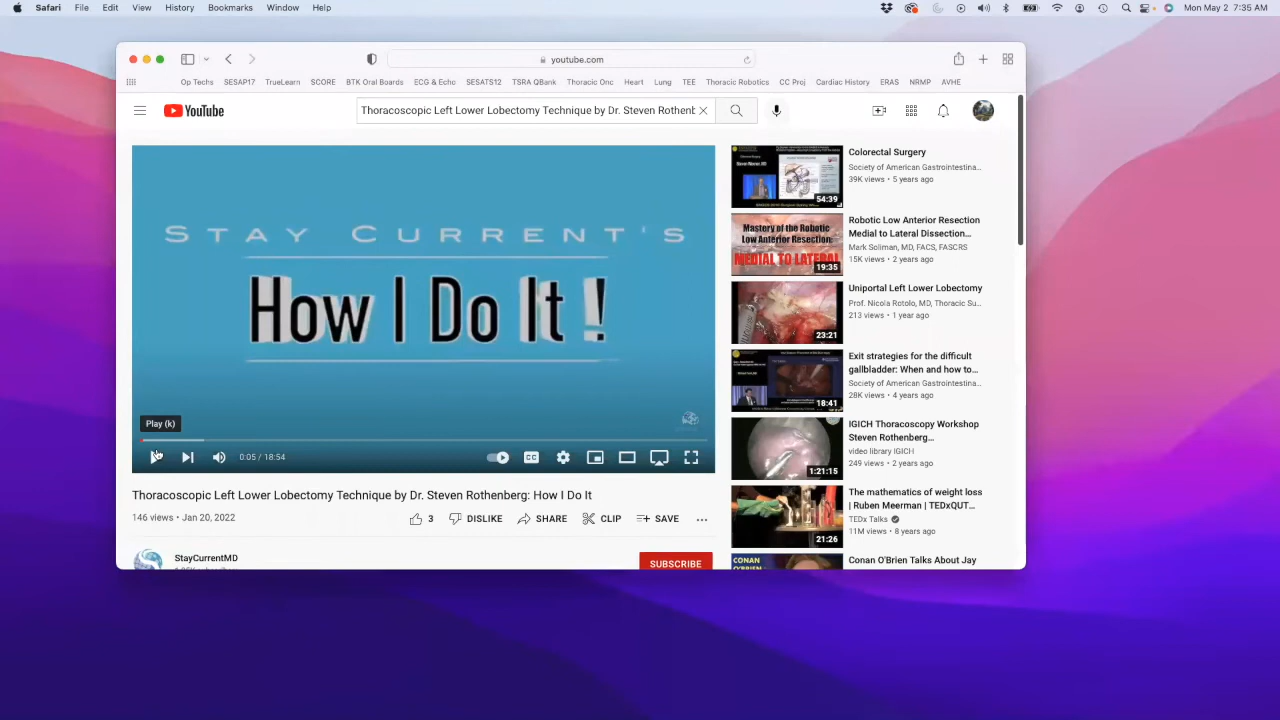 Safari File Edit View History Bookmarks Window Help Mon May 2 7:35 AM
youtube.com
Op Techs SESAP17 TrueLearn SCORE BTK Oral Boards ECG & Echo SESATS12 TSRA QBank Thoracic Onc Heart Lung TEE Thoracic Robotics CC Proj Cardiac History ERAS NRMP AVHE
YouTube
Thoracoscopic Left Lower Lobectomy Technique by Dr. Steven Rothenb
STAY CURRENT'S
How I Do It !
Play (k)
0:05 / 18:54
CC
Thoracoscopic Left Lower Lobectomy Technique by Dr. Steven Rothenberg: How I Do It
146 views • Jan 20, 2022
3 DISLIKE SHARE CLIP SAVE ...
StayCurrentMD
SUBSCRIBE
54:39
Colorectal Surgery
Society of American Gastrointestina...
39K views • 5 years ago
Mastery of the Robotic
Low Anterior Resection:
MEDIAL TO LATERAL
19:35
Robotic Low Anterior Resection
Medial to Lateral Dissection...
Mark Soliman, MD, FACS, FASCRS
15K views • 2 years ago
23:21
Uniportal Left Lower Lobectomy
Prof. Nicola Rotolo, MD, Thoracic Su...
213 views • 1 year ago
18:41
Exit strategies for the difficult
gallbladder: When and how to...
Society of American Gastrointestina...
28K views • 4 years ago
1:21:15
IGICH Thoracoscopy Workshop
Steven Rothenberg...
video library IGICH
249 views • 2 years ago
21:26
The mathematics of weight loss
| Ruben Meerman | TEDxQUT...
TEDx Talks
11M views • 8 years ago
CONAN
O'BRIEN
Conan O'Brien Talks About Jay